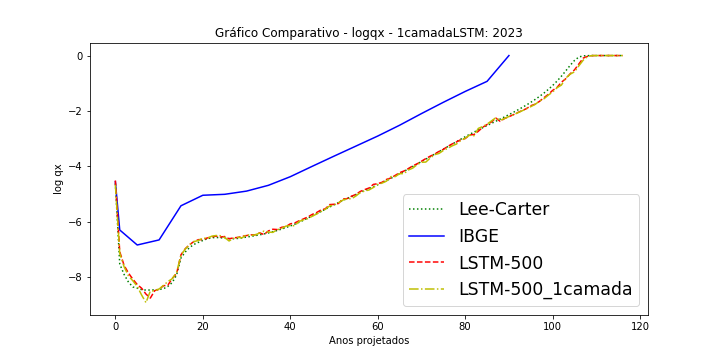 Gráfico Comparativo - logqx - 1camadaLSTM: 2023
log qx
0
−2
−4
−6
−8
Lee-Carter
IBGE
LSTM-500
LSTM-500_1camada
0 20 40 60 80 100 120
Anos projetados